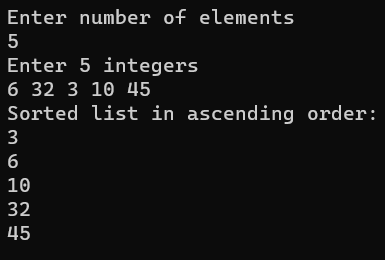 Enter number of elements
5
Enter 5 integers
6 32 3 10 45
Sorted list in ascending order:
3
6
10
32
45